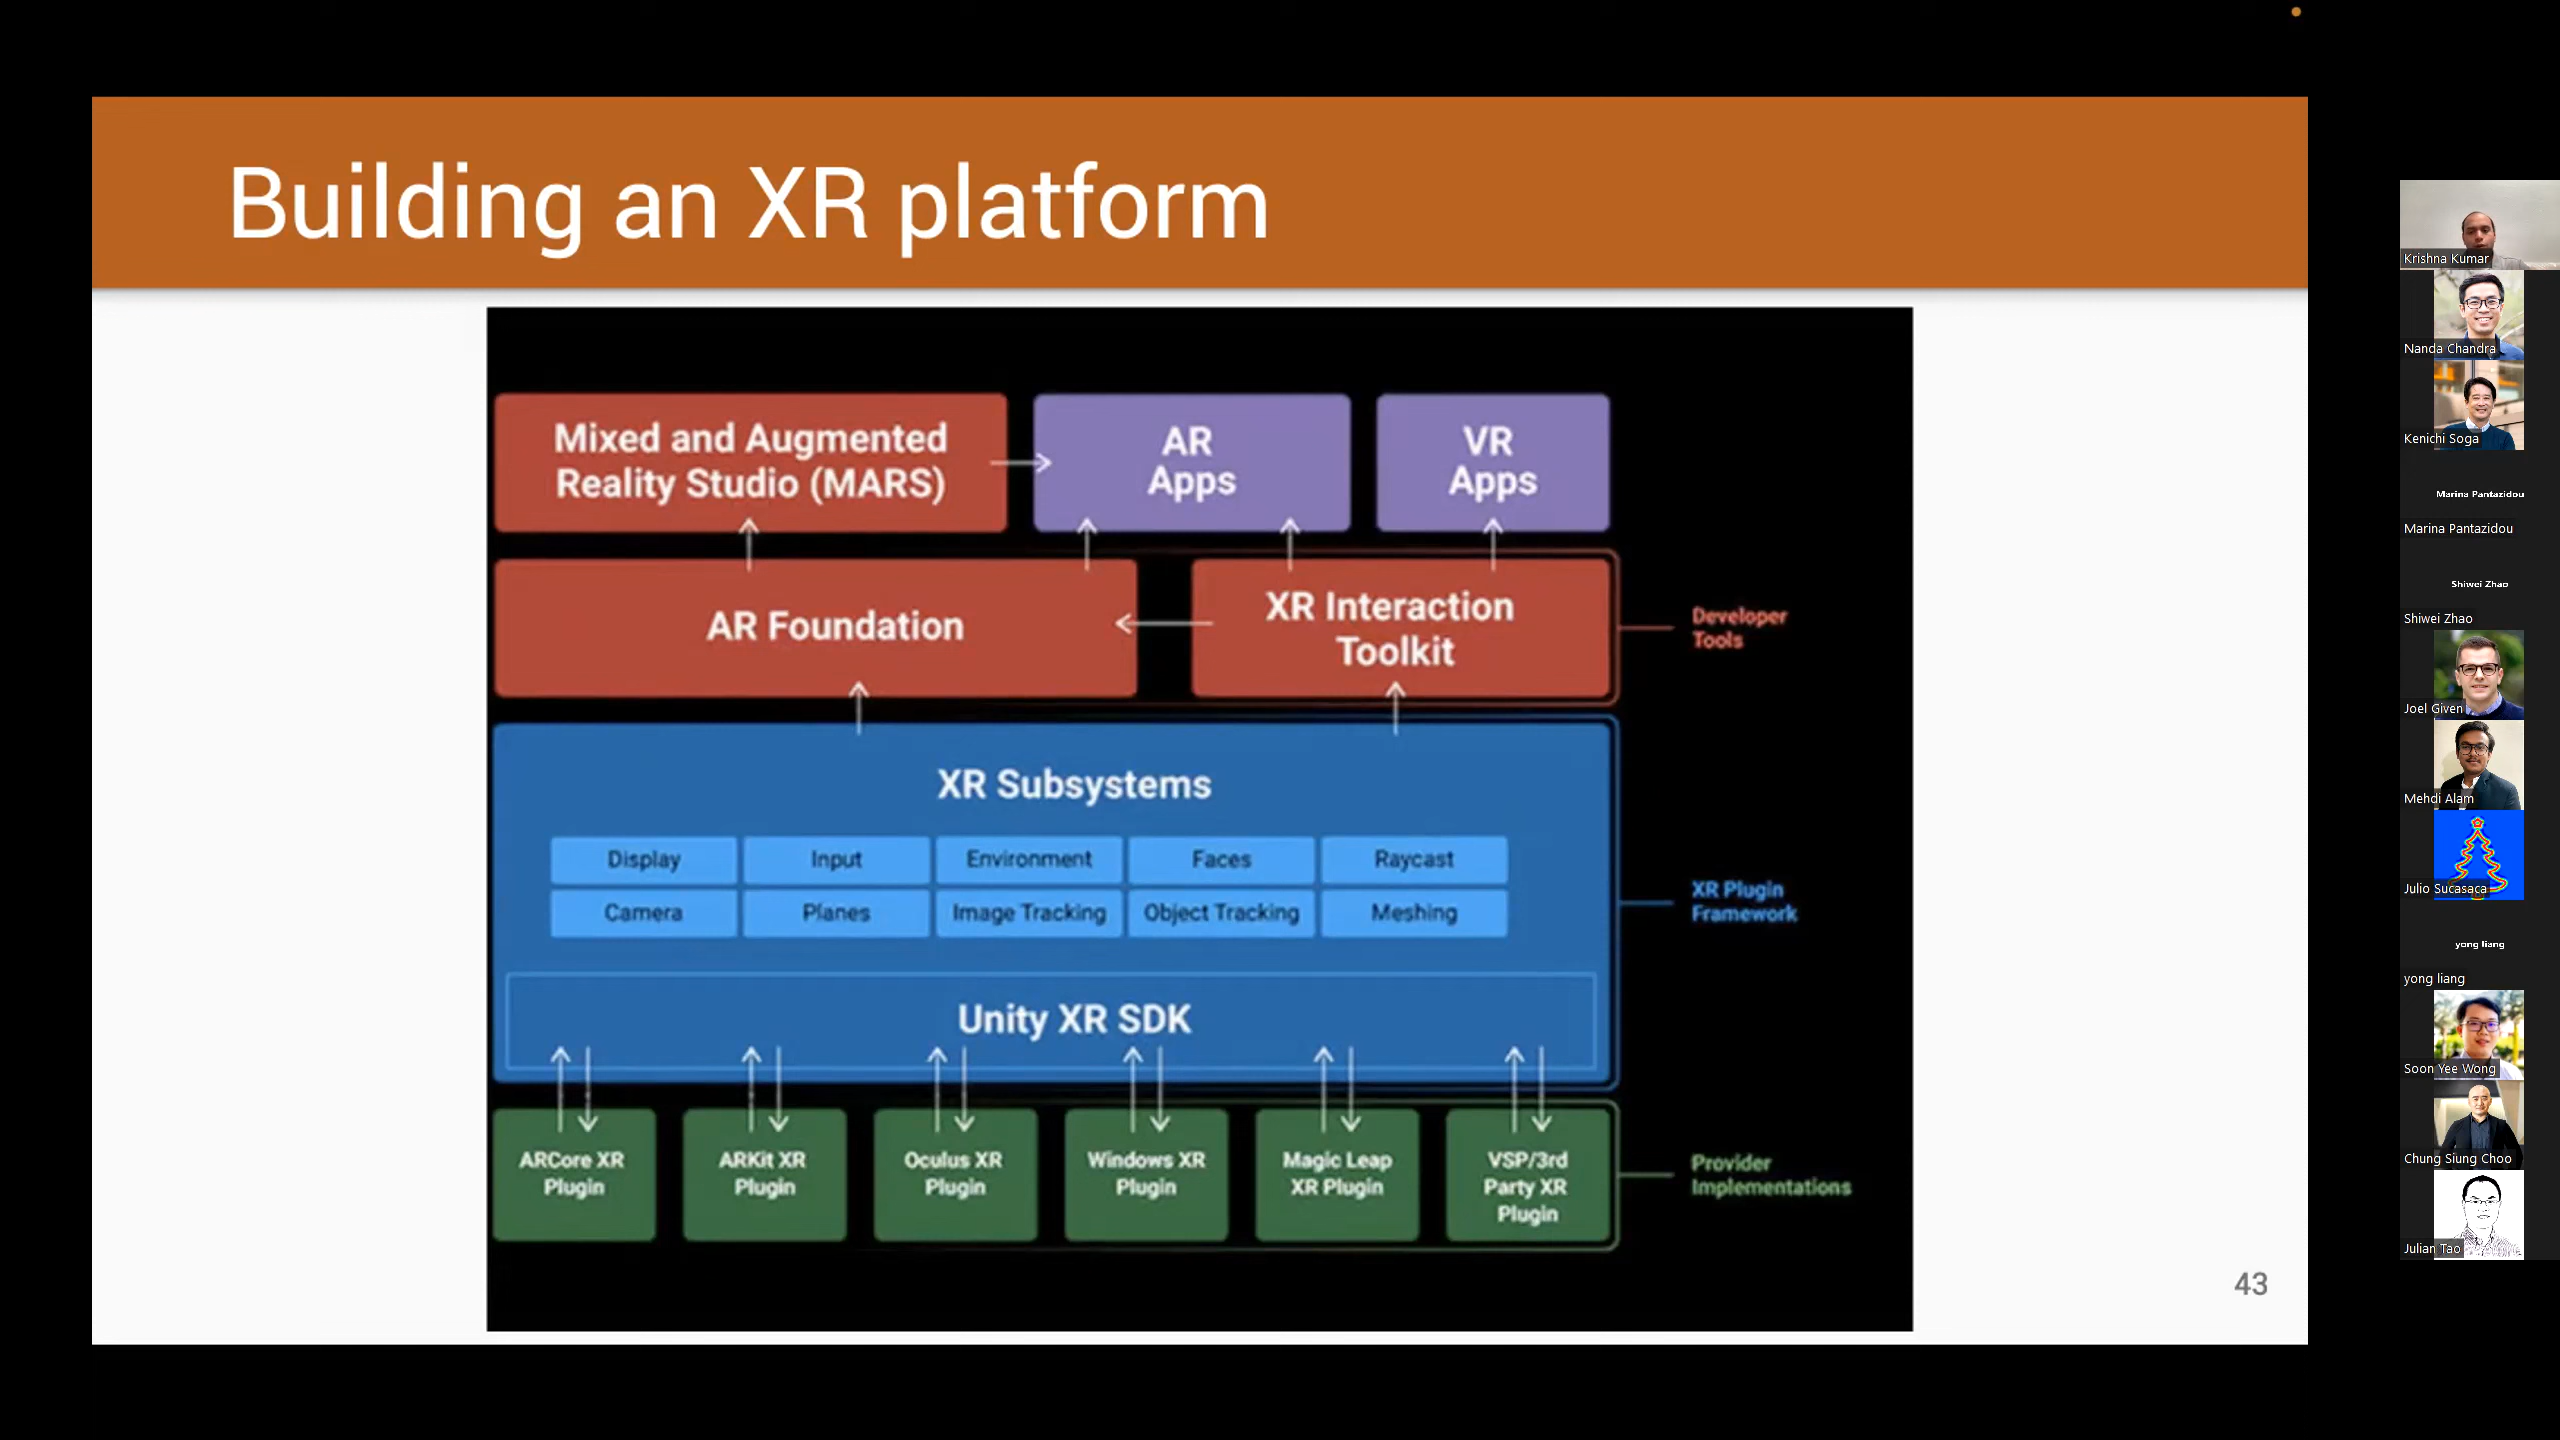 Building an XR platform
Mixed and Augmented
Reality Studio (MARS)
AR
Apps
VR
Apps
AR Foundation
XR Interaction
Toolkit
Developer
Tools
XR Subsystems
Display
Input
Environment
Faces
Raycast
Camera
Planes
Image Tracking
Object Tracking
Meshing
XR Plugin
Framework
Unity XR SDK
ARCore XR
Plugin
ARKit XR
Plugin
Oculus XR
Plugin
Windows XR
Plugin
Magic Leap
XR Plugin
VSP/3rd
Party XR
Plugin
Provider
Implementations
43
Krishna Kumar
Nanda Chandra
Kenichi Soga
Marina Pantazidou
Marina Pantazidou
Shiwei Zhao
Shiwei Zhao
Joel Given
Mehdi Alam
Julio Sucasaca
yong liang
yong liang
Soon Yee Wong
Chung Siung Choo
Julian Tao